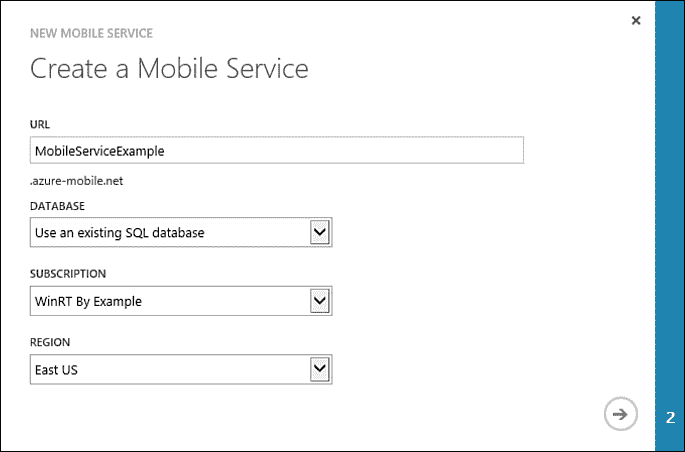 NEW MOBILE SERVICE
Create a Mobile Service
URL
MobileServiceExample
.azure-mobile.net
DATABASE
Use an existing SQL database
SUBSCRIPTION
WinRT By Example
REGION
East US
2